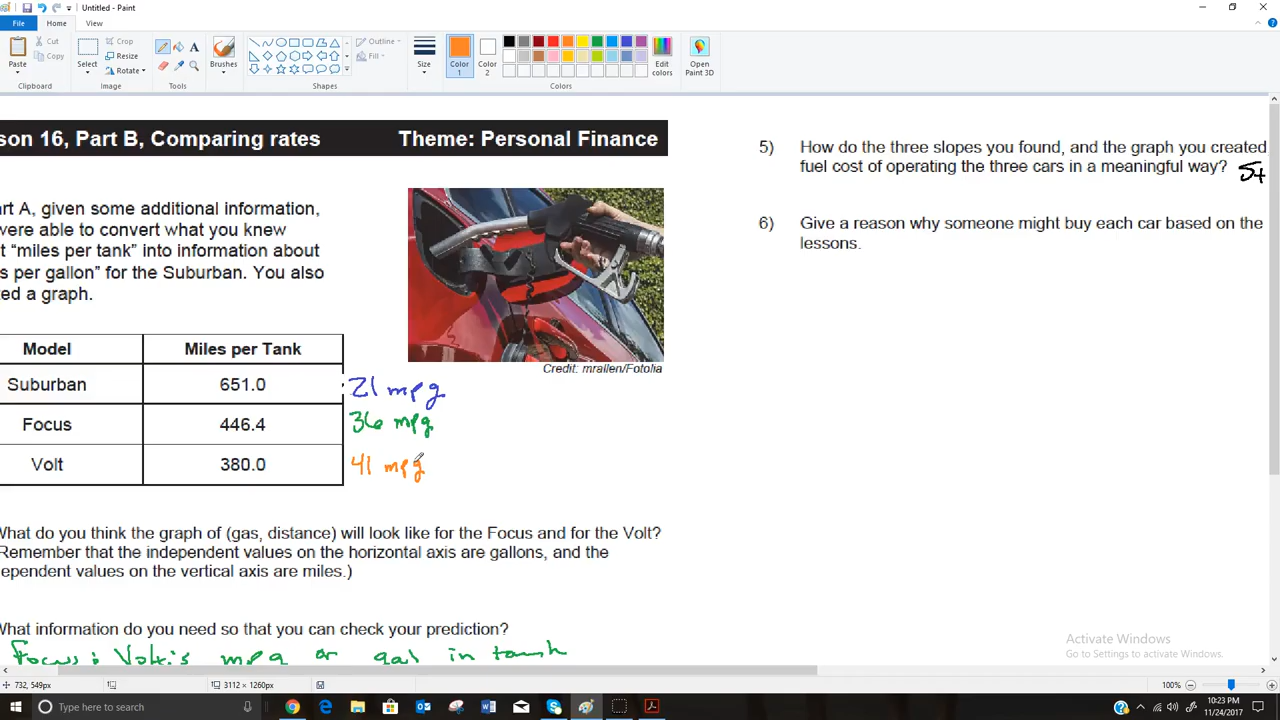 Untitled - Paint
File Home View
Paste
Cut
Copy
Clipboard
Select
Crop
Resize
Rotate
Image
Tools
Brushes
Shapes
Outline
Fill
Size
Color 1
Color 2
Colors
Edit colors
Open Paint 3D
son 16, Part B, Comparing rates Theme: Personal Finance
art A, given some additional information,
were able to convert what you knew
t “miles per tank” into information about
s per gallon” for the Suburban. You also
ted a graph.
Credit: mrallen/Fotolia
Model Miles per Tank
Suburban 651.0 21 mpg
Focus 446.4 36 mpg
Volt 380.0 41 mpg
What do you think the graph of (gas, distance) will look like for the Focus and for the Volt?
Remember that the independent values on the horizontal axis are gallons, and the
ependent values on the vertical axis are miles.)
What information do you need so that you can check your prediction?
Focus: Volt's mpg or gal in tank
5) How do the three slopes you found, and the graph you created
fuel cost of operating the three cars in a meaningful way?
6) Give a reason why someone might buy each car based on the
lessons.
Activate Windows
Go to Settings to activate Windows.
732, 549px 3112 × 1260px 100%
Type here to search
10:23 PM
11/24/2017